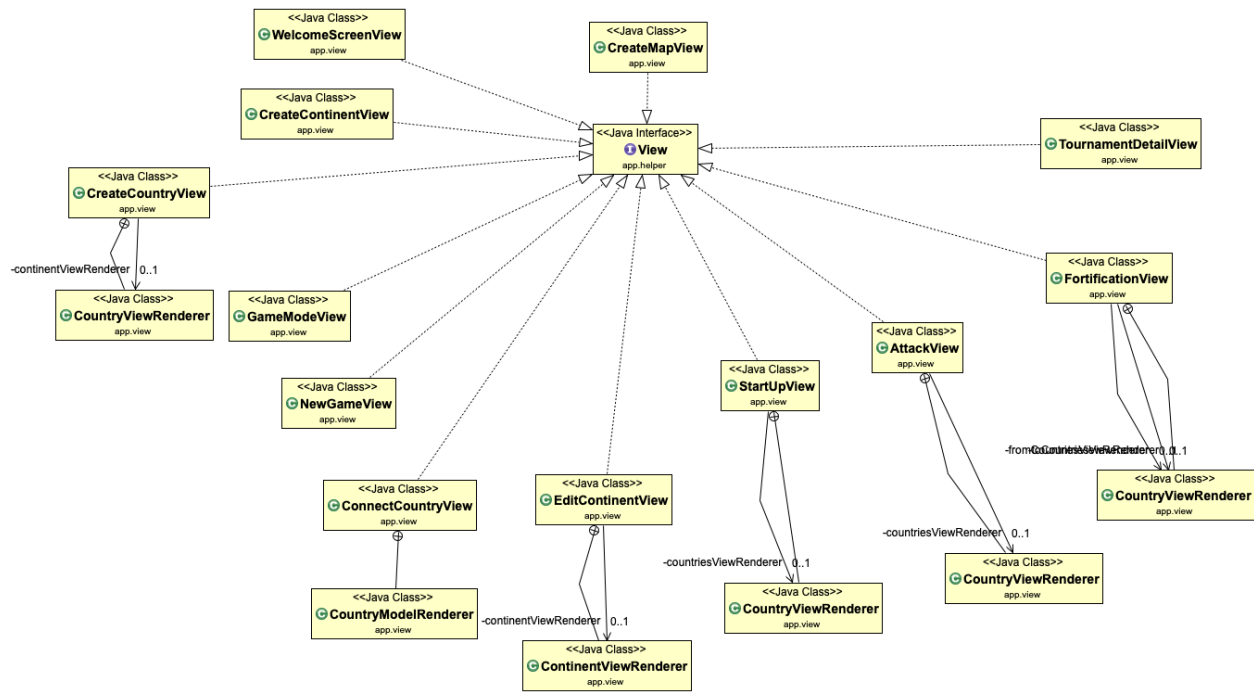 <<Java Class>>
WelcomeScreenView
app.view
<<Java Class>>
CreateMapView
app.view
<<Java Class>>
CreateContinentView
app.view
<<Java Interface>>
View
app.helper
<<Java Class>>
TournamentDetailView
app.view
<<Java Class>>
CreateCountryView
app.view
-continentViewRenderer 0..1
<<Java Class>>
CountryViewRenderer
app.view
<<Java Class>>
GameModeView
app.view
<<Java Class>>
FortificationView
app.view
<<Java Class>>
AttackView
app.view
<<Java Class>>
StartUpView
app.view
<<Java Class>>
NewGameView
app.view
<<Java Class>>
ConnectCountryView
app.view
<<Java Class>>
EditContinentView
app.view
<<Java Class>>
CountryViewRenderer
app.view
-countriesViewRenderer 0..1
<<Java Class>>
CountryViewRenderer
app.view
-countriesViewRenderer 0..1
<<Java Class>>
CountryViewRenderer
app.view
<<Java Class>>
CountryModelRenderer
app.view
-continentViewRenderer 0..1
<<Java Class>>
ContinentViewRenderer
app.view